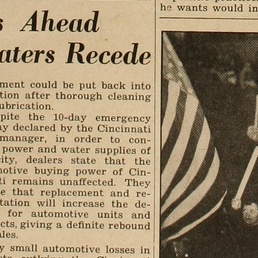 s Ahead
aters Recede
ment could be put back into
tion after thorough cleaning
ubrication.
pite the 10-day emergency
y declared by the Cincinnati
manager, in order to con-
power and water supplies of
city, dealers state that the
motive buying power of Cin-
ti remains unaffected. They
e that replacement and re-
tation will increase the de-
for automotive units and
cts, giving a definite rebound
ales.
y small automotive losses in
he wants would in